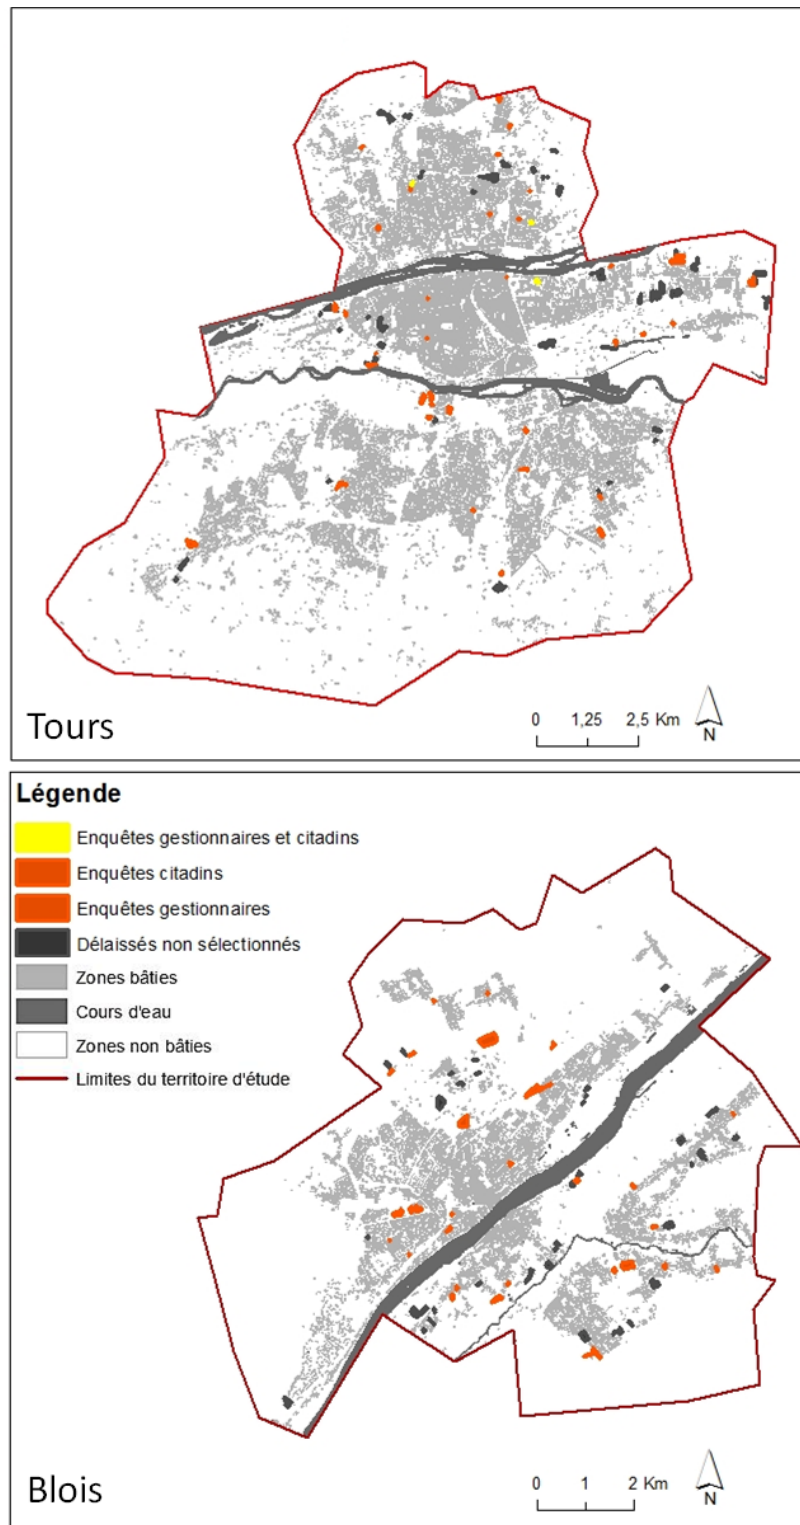 Tours
0 1,25 2,5 Km
N
Légende
Enquêtes gestionnaires et citadins
Enquêtes citadins
Enquêtes gestionnaires
Délaissés non sélectionnés
Zones bâties
Cours d'eau
Zones non bâties
Limites du territoire d'étude
Blois
0 1 2 Km
N